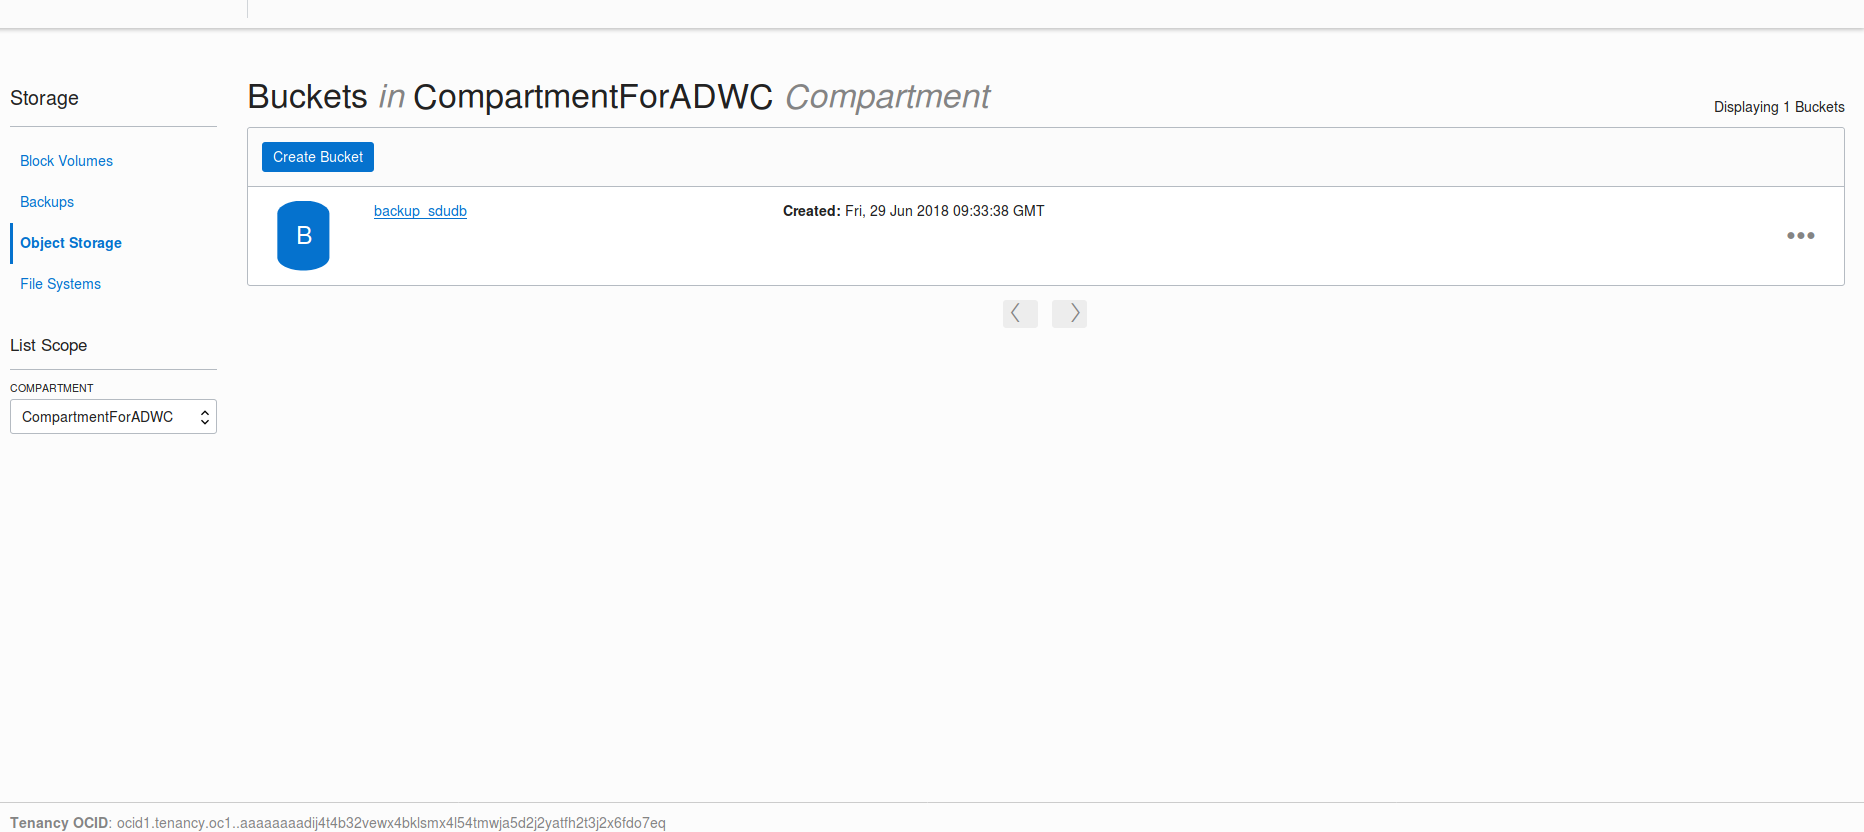 Storage
Block Volumes
Backups
Object Storage
File Systems
List Scope
COMPARTMENT
CompartmentForADWC
Buckets in CompartmentForADWC Compartment
Displaying 1 Buckets
Create Bucket
B
backup_sdudb
Created: Fri, 29 Jun 2018 09:33:38 GMT
Tenancy OCID: ocid1.tenancy.oc1..aaaaaaaadij4t4b32vewx4bklsmx4l54tmwja5d2j2yatfh2t3j2x6fdo7eq